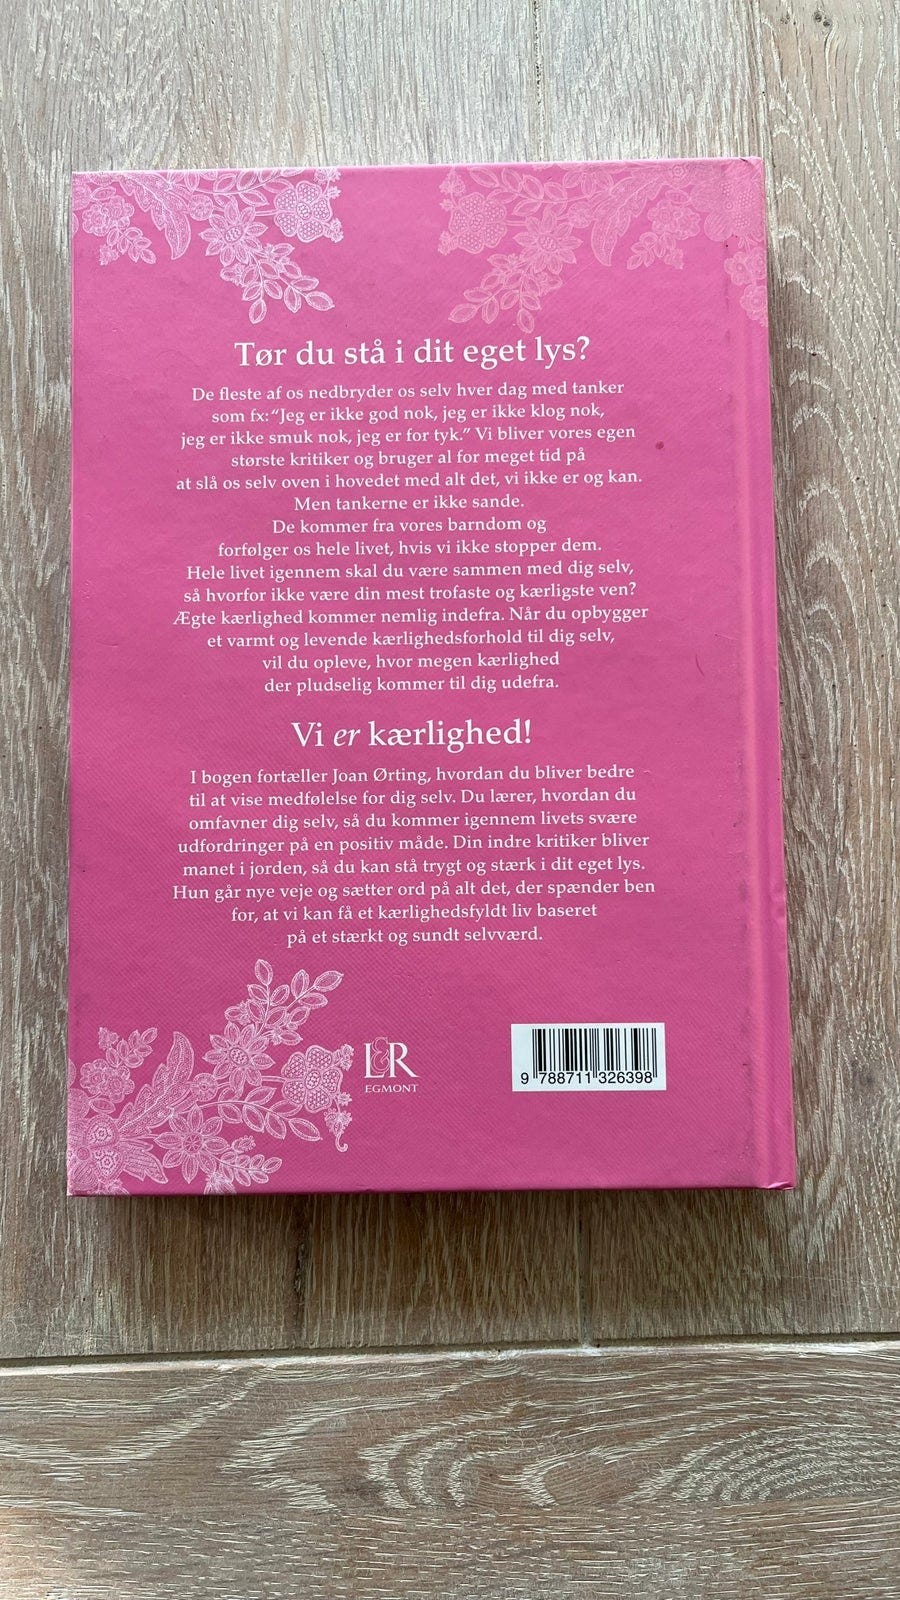 Tør du stå i dit eget lys?
De fleste af os nedbryder os selv hver dag med tanker
som fx: “Jeg er ikke god nok, jeg er ikke klog nok,
jeg er ikke smuk nok, jeg er for tyk.” Vi bliver vores egen
største kritiker og bruger al for meget tid på
at slå os selv oven i hovedet med alt det, vi ikke er og kan.
Men tankerne er ikke sande.
De kommer fra vores barndom og
forfølger os hele livet, hvis vi ikke stopper dem.
Hele livet igennem skal du være sammen med dig selv,
så hvorfor ikke være din mest trofaste og kærligste ven?
Ægte kærlighed kommer nemlig indefra. Når du opbygger
et varmt og levende kærlighedsforhold til dig selv,
vil du opleve, hvor megen kærlighed
der pludselig kommer til dig udefra.
Vi er kærlighed!
I bogen fortæller Joan Ørting, hvordan du bliver bedre
til at vise medfølelse for dig selv. Du lærer, hvordan du
omfavner dig selv, så du kommer igennem livets svære
udfordringer på en positiv måde. Din indre kritiker bliver
manet i jorden, så du kan stå trygt og stærk i dit eget lys.
Hun går nye veje og sætter ord på alt det, der spænder ben
for, at vi kan få et kærlighedsfyldt liv baseret
på et stærkt og sundt selvværd.
L&R
EGMONT
9 788711 326398